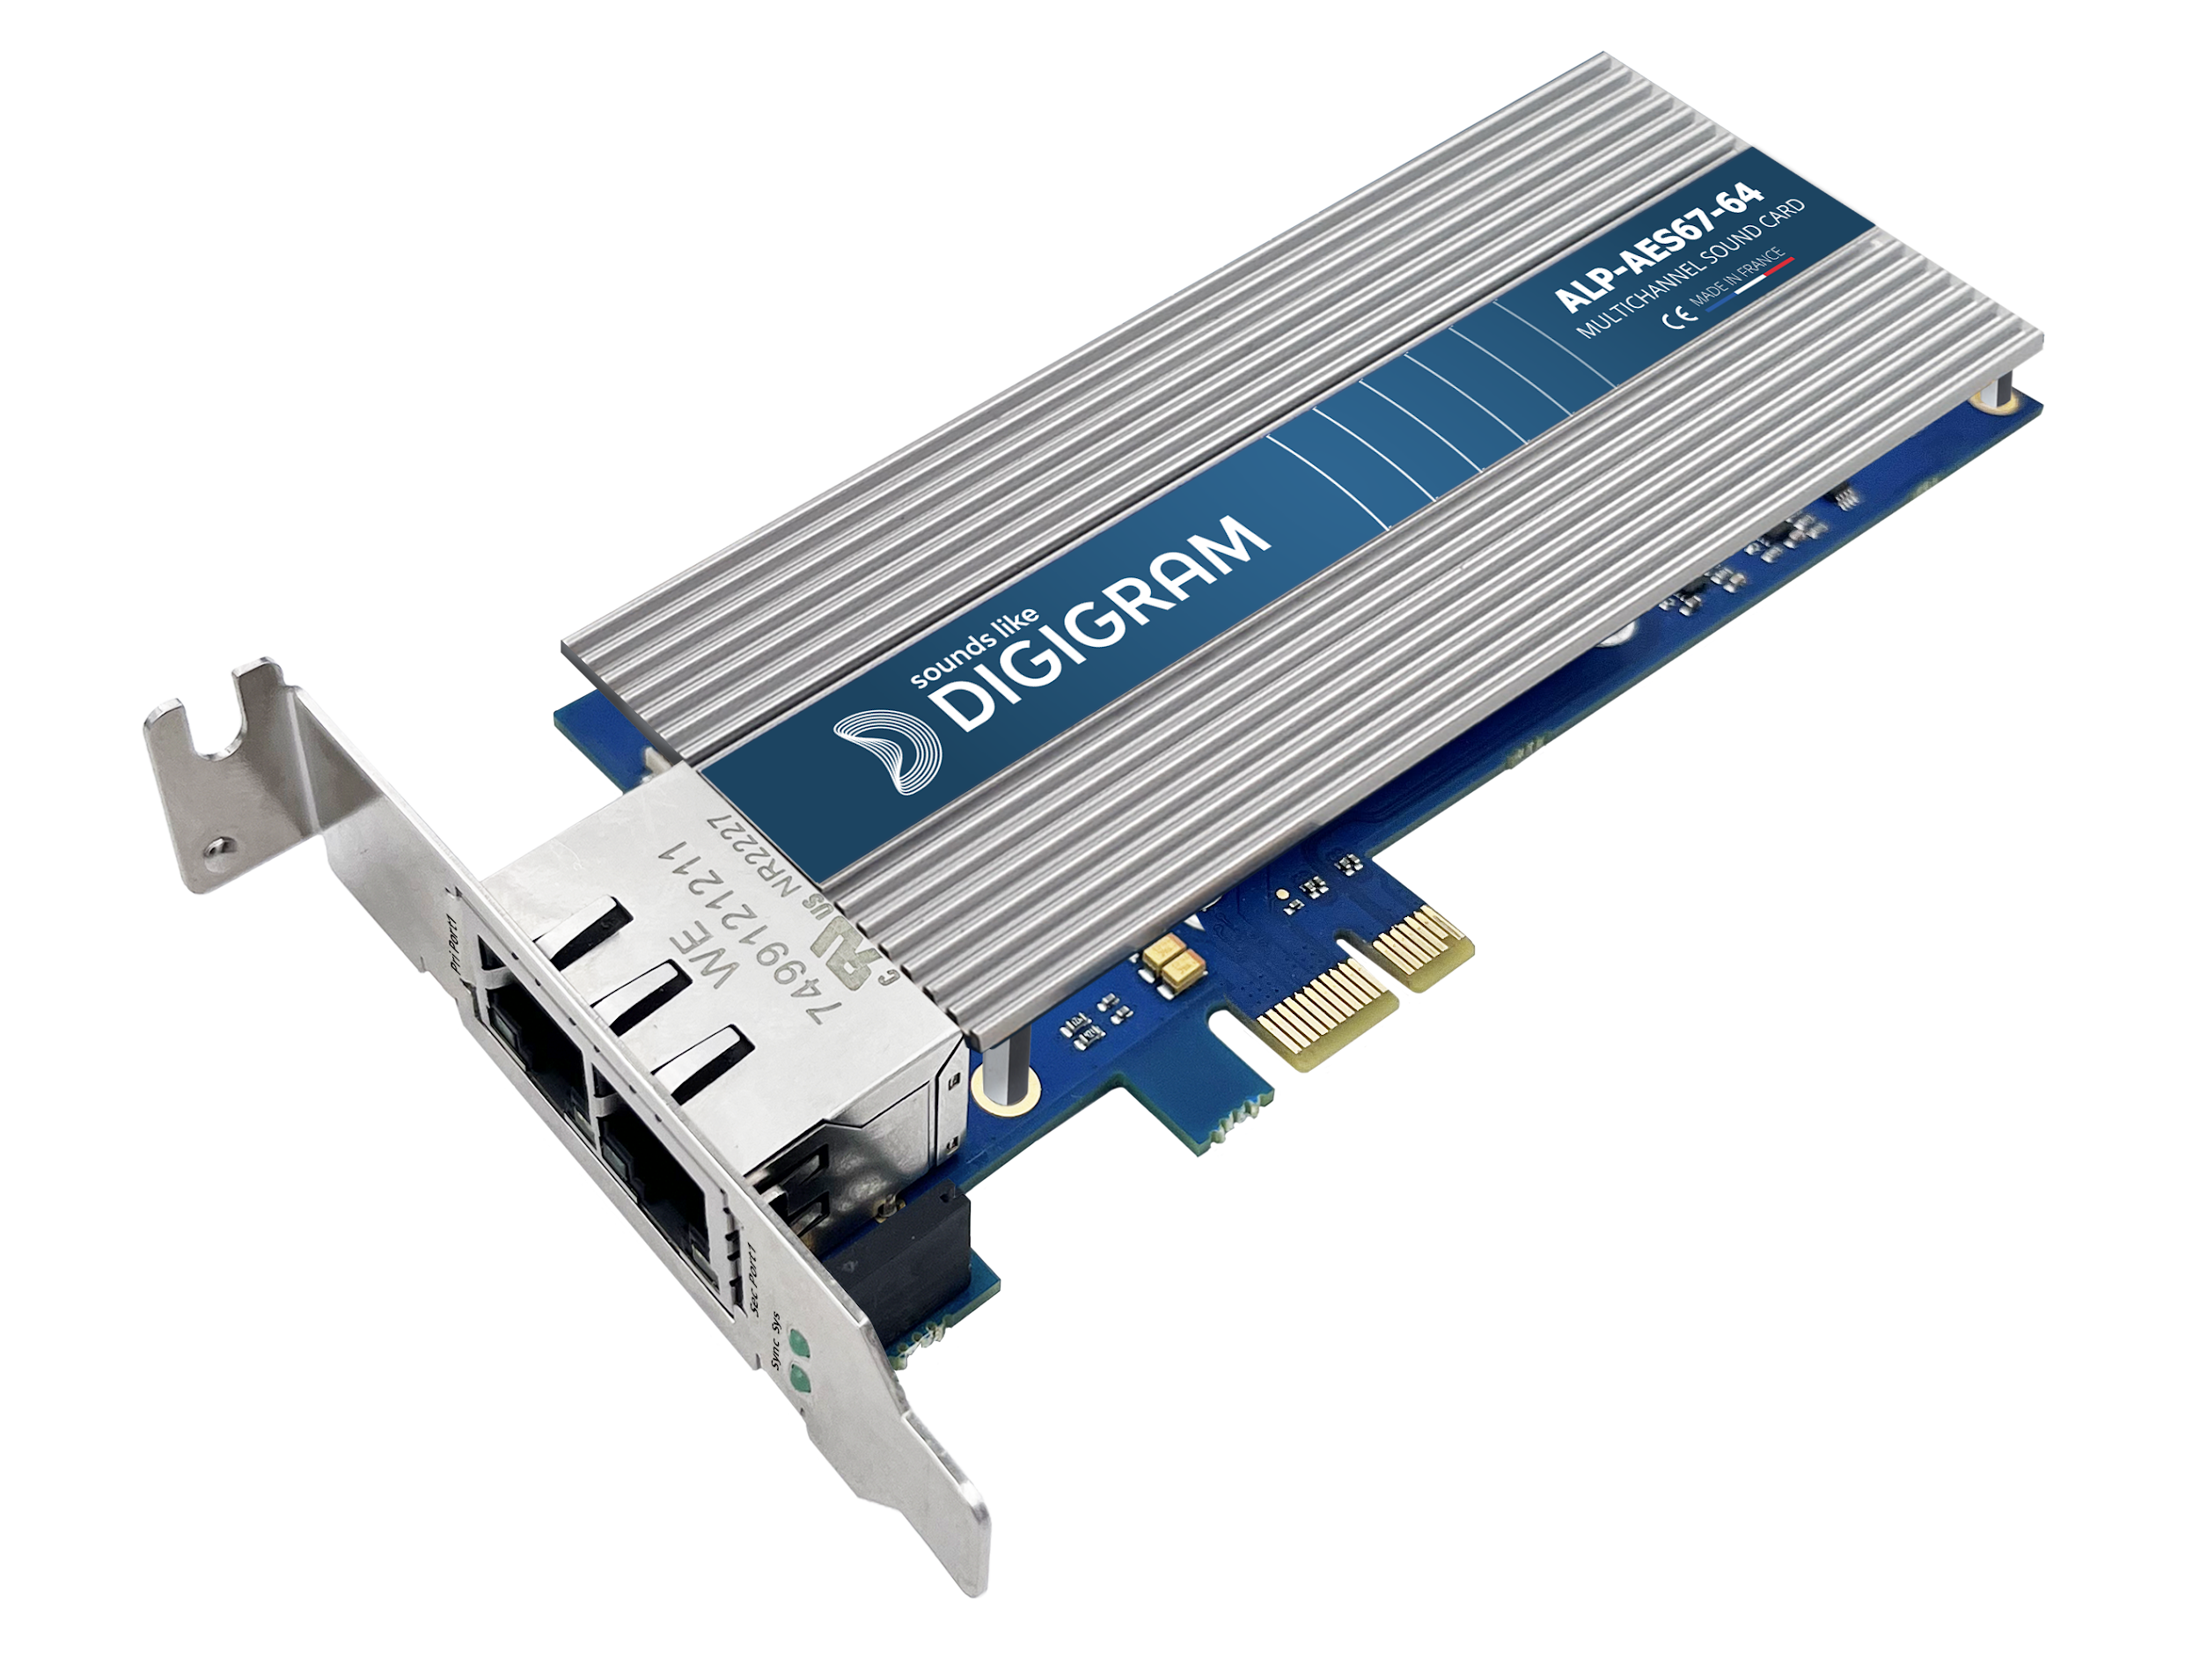 ALP-AES67-64
MULTICHANNEL SOUND CARD
CE MADE IN FRANCE
sounds like
DIGIGRAM
US NR2227
WE
7499121211
Pri Port1
Sec Port1
Sync Sys